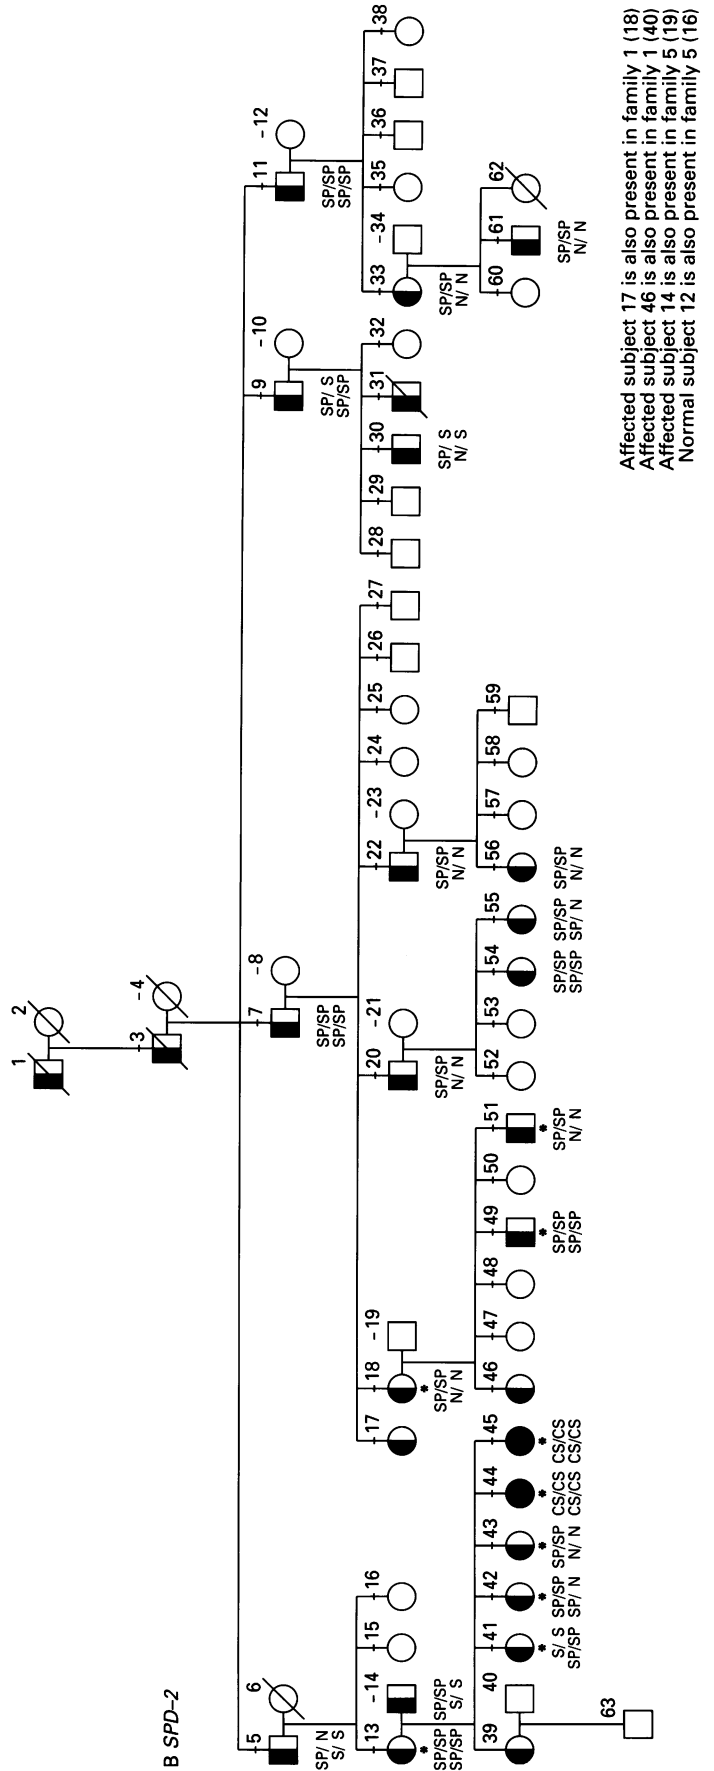 1 2
B SPD-2
3 -4
5 6 7 -8 9 -10 11 -12
SP/ N SP/SP SP/ S SP/SP
S/ S SP/SP SP/SP SP/SP
13 -14 15 16 17 18 -19 20 -21 22 -23 24 25 26 27 28 29 30 31 32 33 -34 35 36 37 38
* *
SP/SP SP/SP SP/SP SP/SP SP/SP SP/ S SP/SP
SP/SP S/ S N/ N N/ N N/ N N/ S N/ N
39 40 41 42 43 44 45 46 47 48 49 50 51 52 53 54 55 56 57 58 59 60 61 62
* * * * * * *
S/ S SP/SP SP/SP CS/CS CS/CS SP/SP SP/SP SP/SP SP/SP SP/SP SP/SP
SP/SP SP/ N N/ N CS/CS CS/CS SP/SP N/ N SP/SP SP/ N N/ N N/ N
63
Affected subject 17 is also present in family 1 (18)
Affected subject 46 is also present in family 1 (40)
Affected subject 14 is also present in family 5 (19)
Normal subject 12 is also present in family 5 (16)